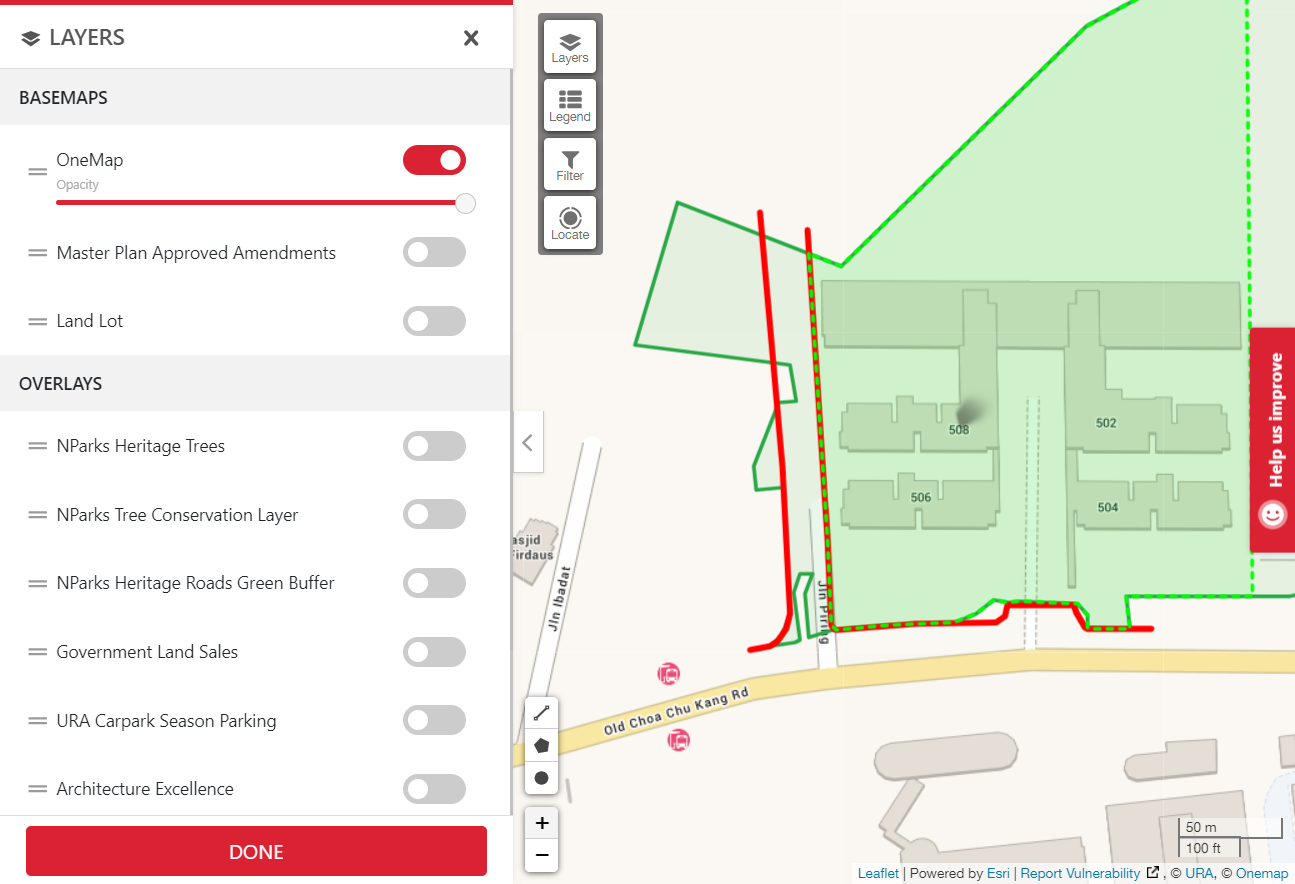 LAYERS
BASEMAPS
OneMap
Opacity
Master Plan Approved Amendments
Land Lot
OVERLAYS
NParks Heritage Trees
NParks Tree Conservation Layer
NParks Heritage Roads Green Buffer
Government Land Sales
URA Carpark Season Parking
Architecture Excellence
DONE
Layers
Legend
Filter
Locate
508
502
506
504
asjid
Firdaus
Jln Ibadat
Jln Piring
Old Choa Chu Kang Rd
Help us improve
+
−
50 m
100 ft
Leaflet | Powered by Esri | Report Vulnerability , © URA, © Onemap